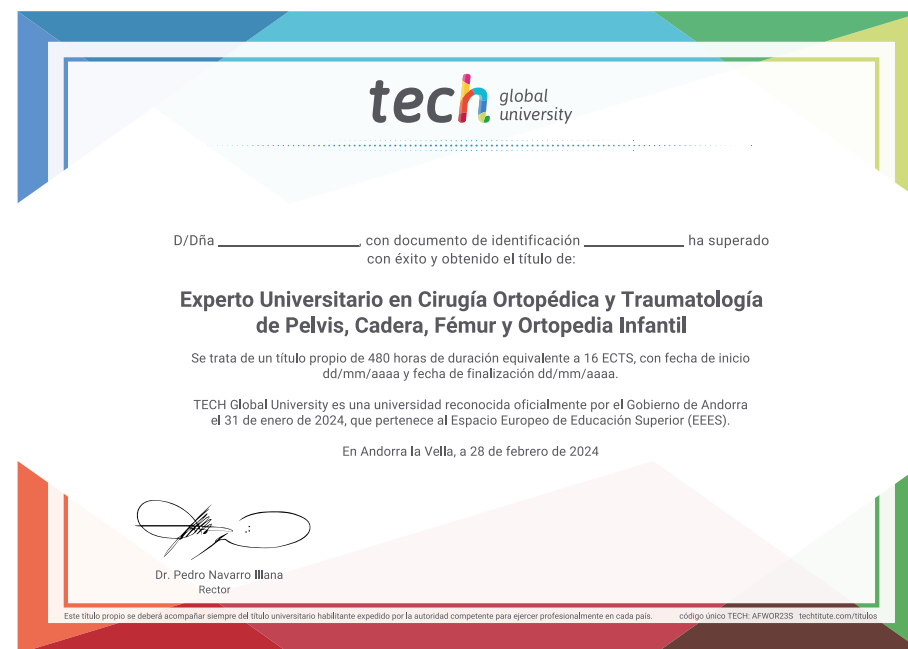 tech global
university
D/Dña ____________________, con documento de identificación ______________ ha superado
con éxito y obtenido el título de:
Experto Universitario en Cirugía Ortopédica y Traumatología
de Pelvis, Cadera, Fémur y Ortopedia Infantil
Se trata de un título propio de 480 horas de duración equivalente a 16 ECTS, con fecha de inicio
dd/mm/aaaa y fecha de finalización dd/mm/aaaa.
TECH Global University es una universidad reconocida oficialmente por el Gobierno de Andorra
el 31 de enero de 2024, que pertenece al Espacio Europeo de Educación Superior (EEES).
En Andorra la Vella, a 28 de febrero de 2024
Dr. Pedro Navarro Illana
Rector
Este título propio se deberá acompañar siempre del título universitario habilitante expedido por la autoridad competente para ejercer profesionalmente en cada país. código único TECH: AFWOR23S techtitute.com/titulos